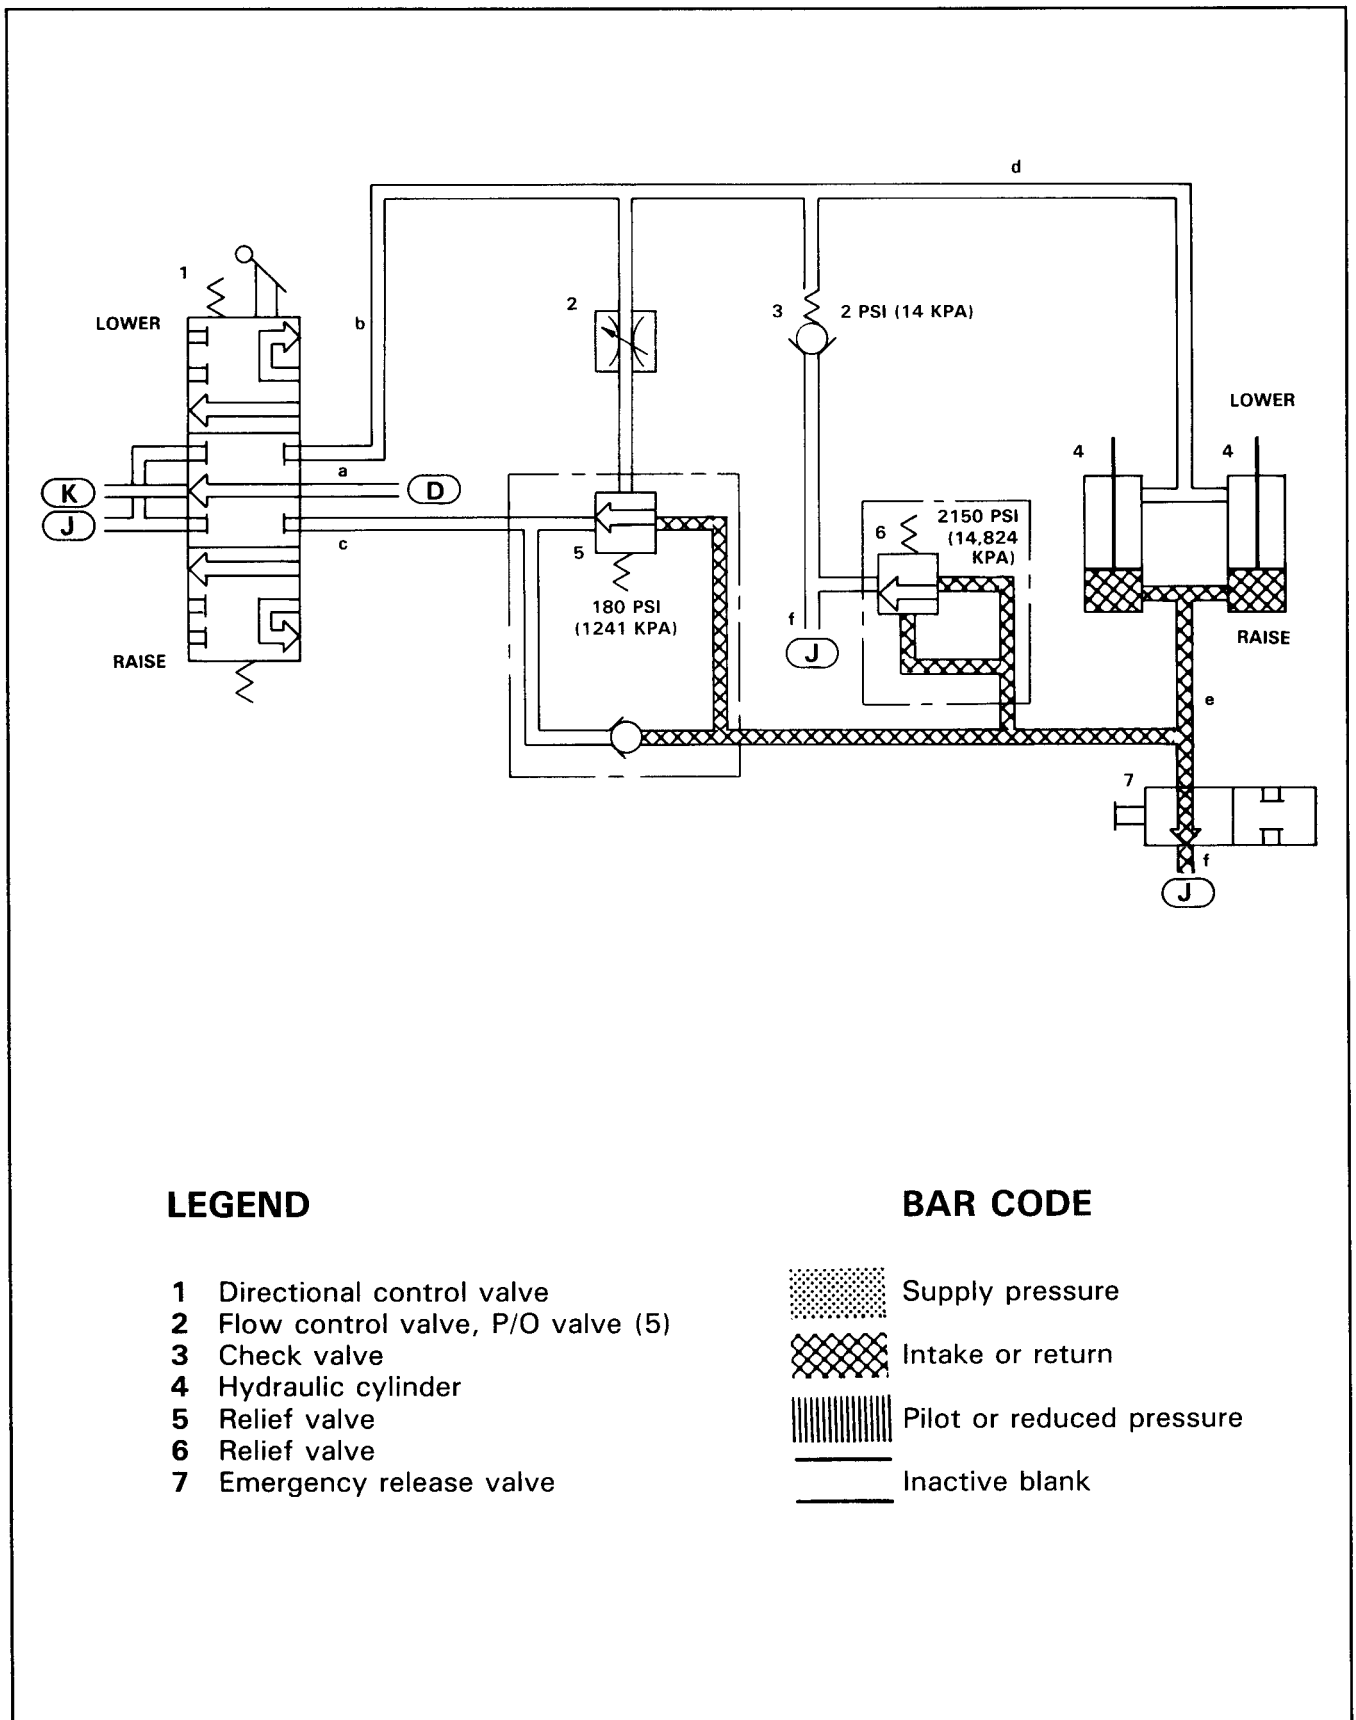 d
1
LOWER
b
2
3
2 PSI (14 KPA)
LOWER
4
4
a
K
D
J
c
5
6
2150 PSI
(14,824
KPA)
180 PSI
(1241 KPA)
f
J
RAISE
RAISE
e
7
f
J
LEGEND
1 Directional control valve
2 Flow control valve, P/O valve (5)
3 Check valve
4 Hydraulic cylinder
5 Relief valve
6 Relief valve
7 Emergency release valve
BAR CODE
Supply pressure
Intake or return
Pilot or reduced pressure
Inactive blank